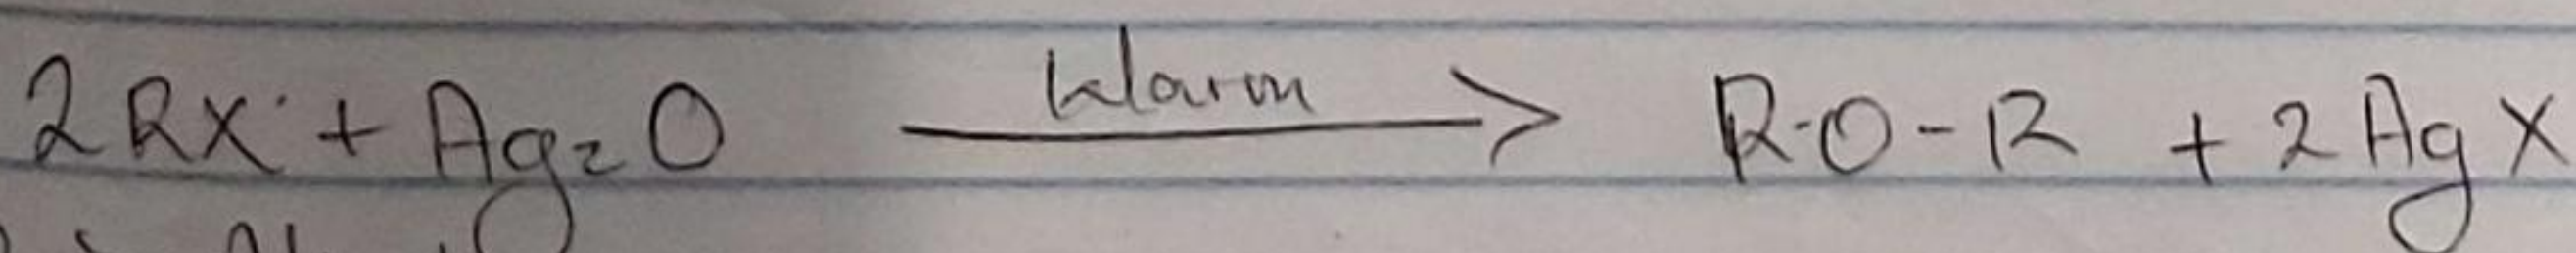 2RX + Ag₂O Warm → R-O-R + 2AgX